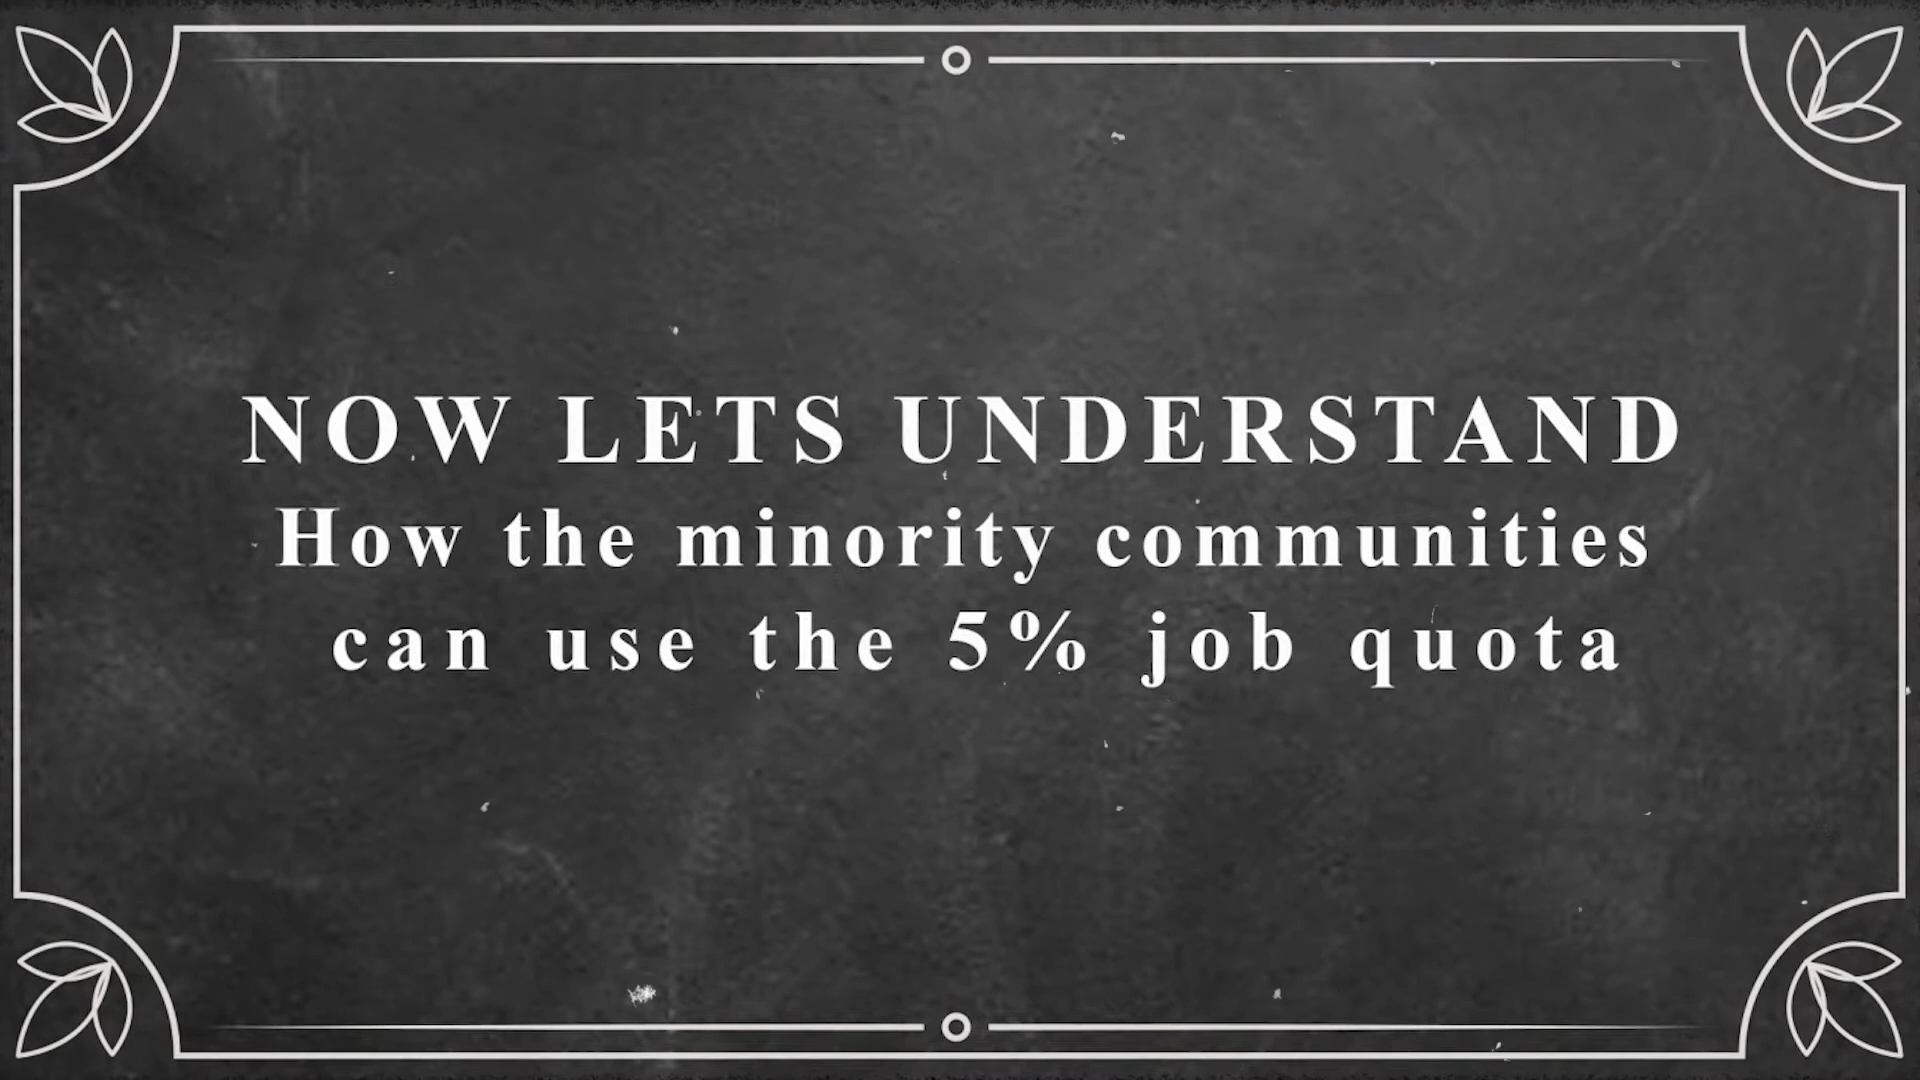 NOW LETS UNDERSTAND
How the minority communities
can use the 5% job quota